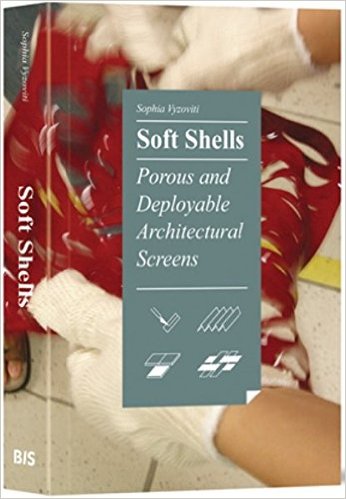 Sophia Vyzoviti
Soft Shells
Porous and
Deployable
Architectural
Screens
Sophia Vyzoviti
Soft Shells
BIS